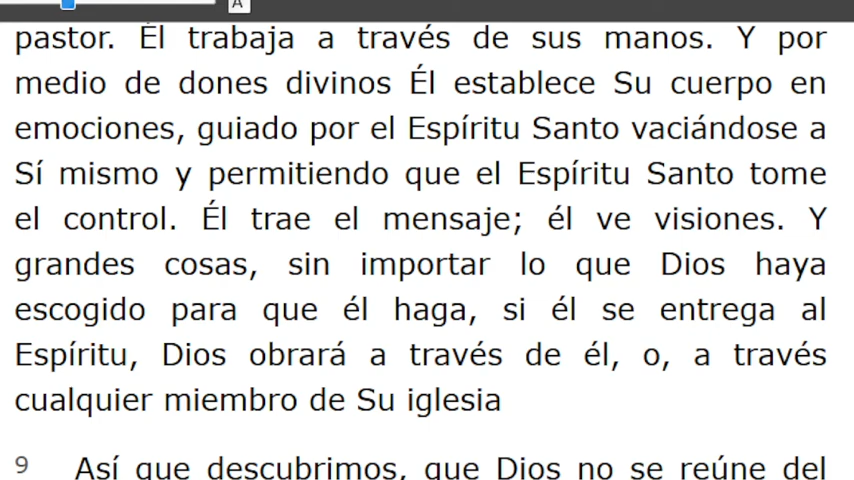 A
pastor. Él trabaja a través de sus manos. Y por
medio de dones divinos Él establece Su cuerpo en
emociones, guiado por el Espíritu Santo vaciándose a
Sí mismo y permitiendo que el Espíritu Santo tome
el control. Él trae el mensaje; él ve visiones. Y
grandes cosas, sin importar lo que Dios haya
escogido para que él haga, si él se entrega al
Espíritu, Dios obrará a través de él, o, a través
cualquier miembro de Su iglesia
9 Así que descubrimos, que Dios no se reúne del